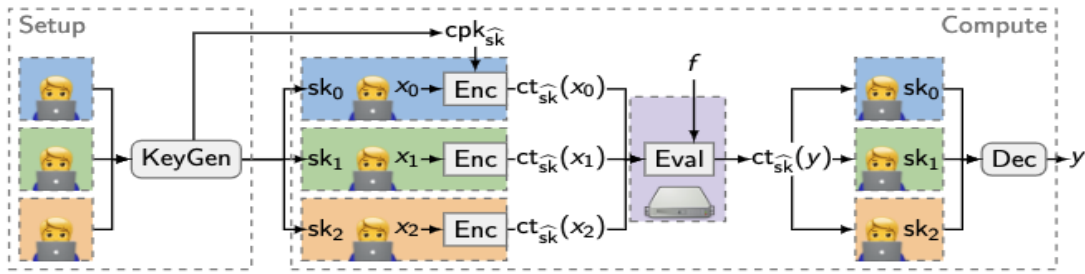 Setup
Compute
cpk_ŝk
f
KeyGen
sk₀ x₀ Enc ct_ŝk(x₀)
sk₁ x₁ Enc ct_ŝk(x₁)
sk₂ x₂ Enc ct_ŝk(x₂)
Eval
ct_ŝk(y)
sk₀
sk₁
sk₂
Dec
y